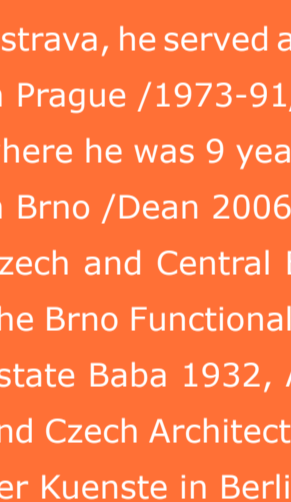 strava, he served a
Prague /1973-91/
here he was 9 yea
Brno /Dean 2006
zech and Central
he Brno Functional
state Baba 1932,
nd Czech Architect
er Kuenste in Berli